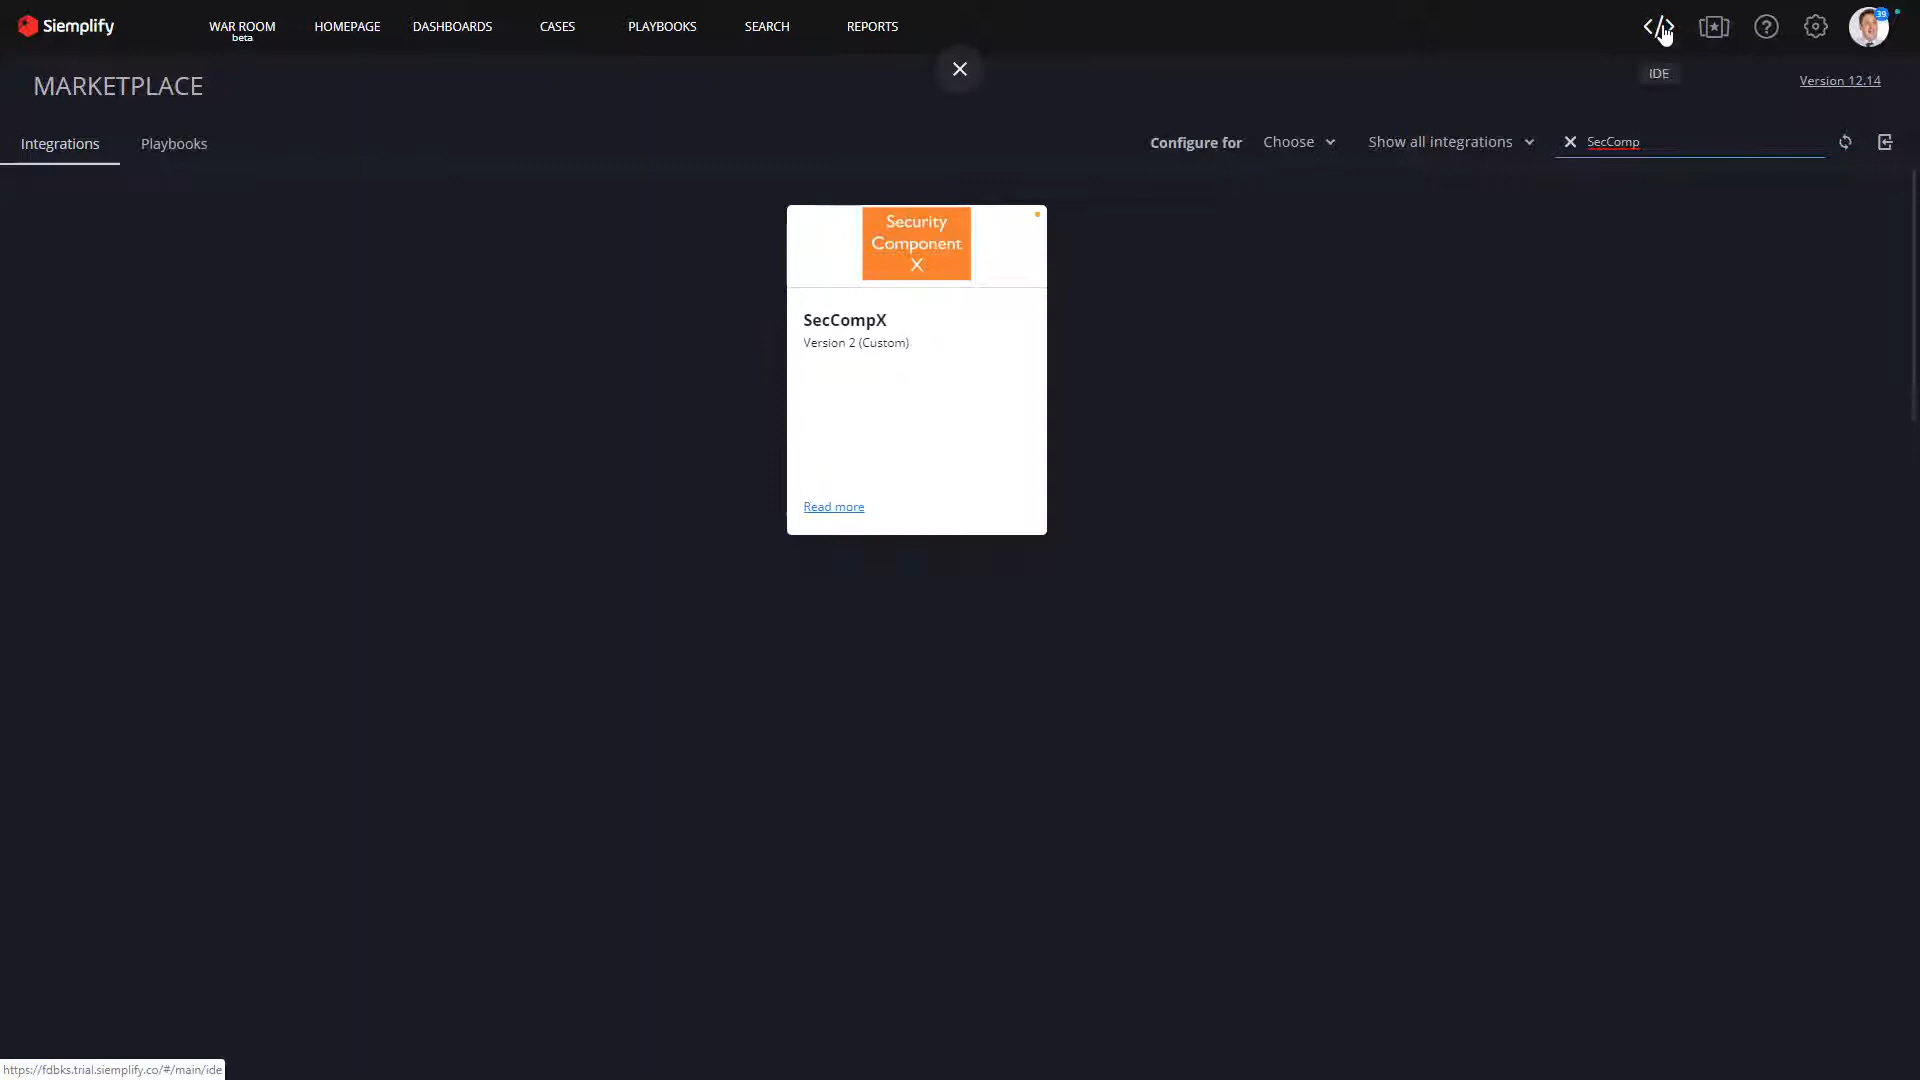 Siemplify
WAR ROOM
beta
HOMEPAGE
DASHBOARDS
CASES
PLAYBOOKS
SEARCH
REPORTS
39
IDE
MARKETPLACE
Version 12.14
Integrations
Playbooks
Configure for
Choose
Show all integrations
SecComp
Security
Component
X
SecCompX
Version 2 (Custom)
Read more
https://fdbks.trial.siemplify.co/#/main/ide